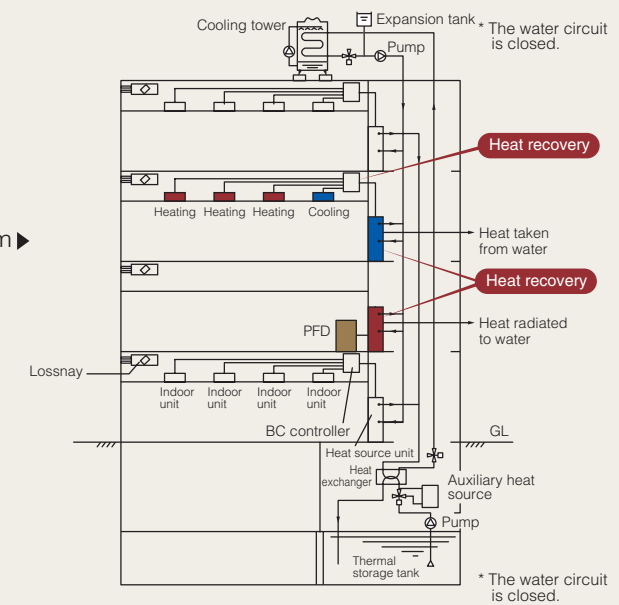 Cooling tower
Expansion tank
* The water circuit
is closed.
Pump
Heat recovery
Heating Heating Heating Cooling
m ▶
Heat taken
from water
Heat recovery
PFD
Heat radiated
to water
Lossnay
Indoor
unit
Indoor
unit
Indoor
unit
Indoor
unit
BC controller
GL
Heat source unit
Heat
exchanger
Auxiliary heat
source
Pump
Thermal
storage tank
* The water circuit
is closed.